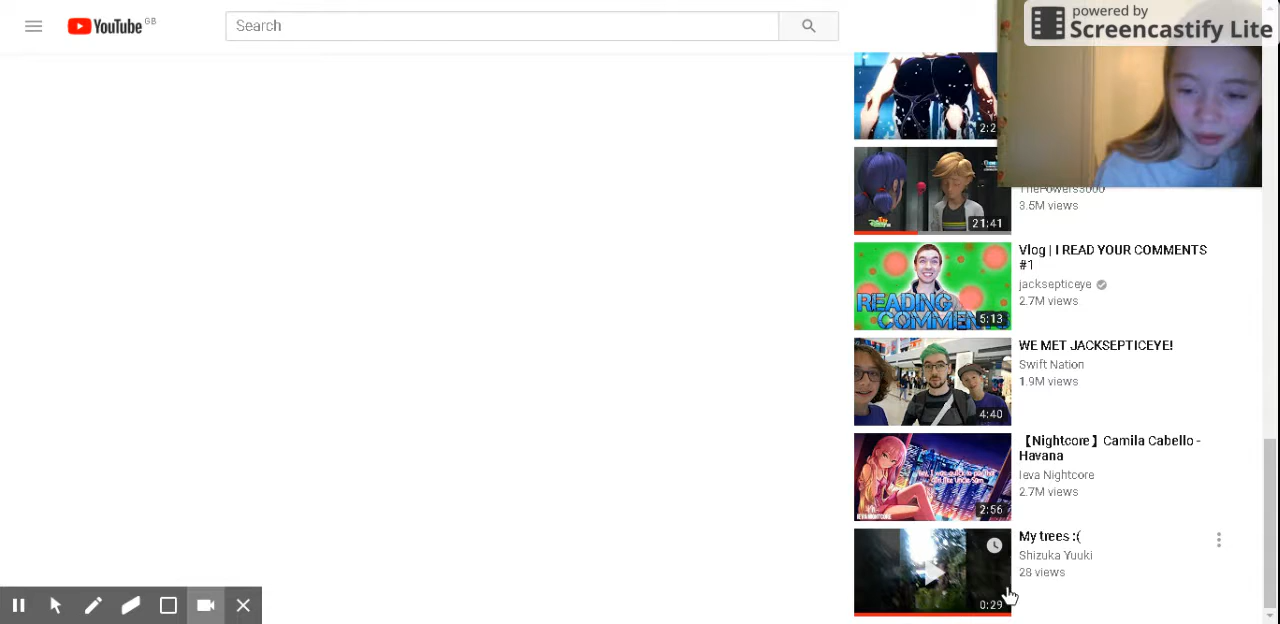 YouTube GB
Search
powered by
Screencastify Lite
2:2
ThePowers3000
3.5M views
21:41
Vlog | I READ YOUR COMMENTS
#1
jacksepticeye
2.7M views
READING
COMMEN
5:13
WE MET JACKSEPTICEYE!
Swift Nation
1.9M views
4:40
【Nightcore】Camila Cabello -
Havana
Ieva Nightcore
2.7M views
2:56
My trees :(
Shizuka Yuuki
28 views
0:29